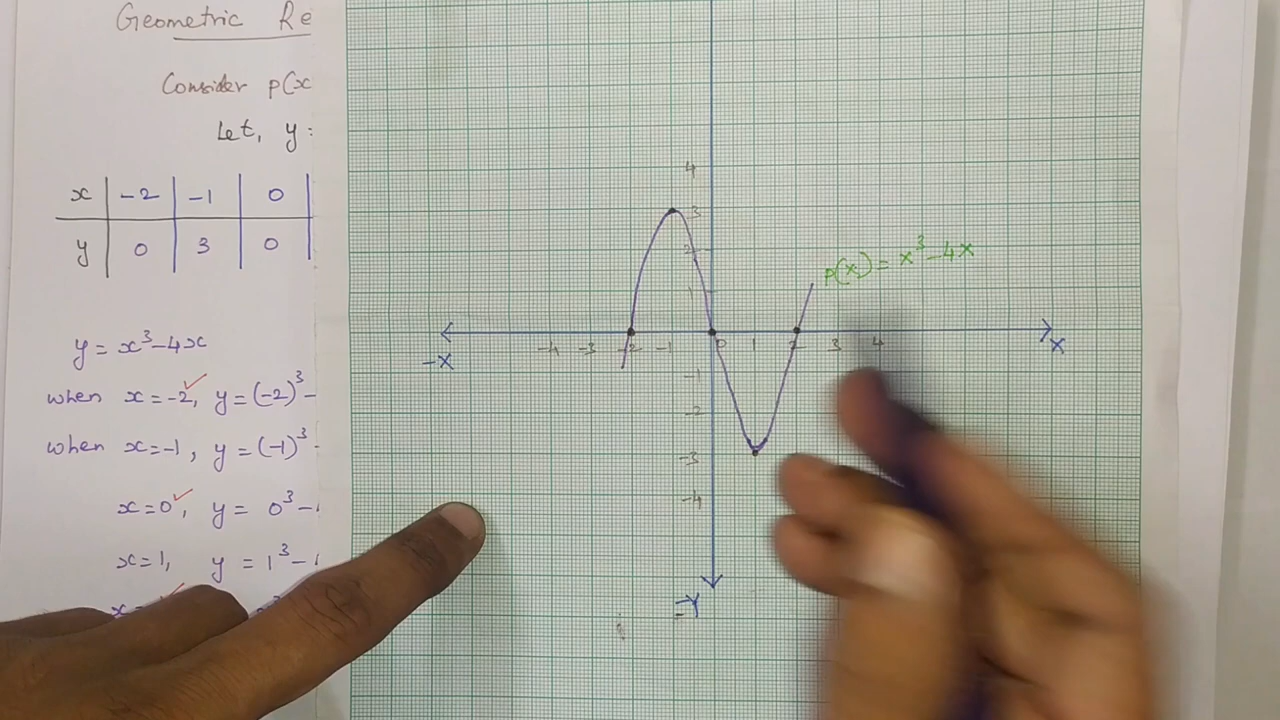 Geometric Re
Consider p(x
Let, y =
x | -2 | -1 | 0
y | 0 | 3 | 0
y = x³-4x
when x=-2, y = (-2)³ -
when x=-1, y = (-1)³ -
x=0, y = 0³ -
x=1, y = 1³ -
4
3
2
1
p(x) = x³-4x
-4 -3 -2 -1 0 1 2 3 4
-X
X
-1
-2
-3
-4
-Y